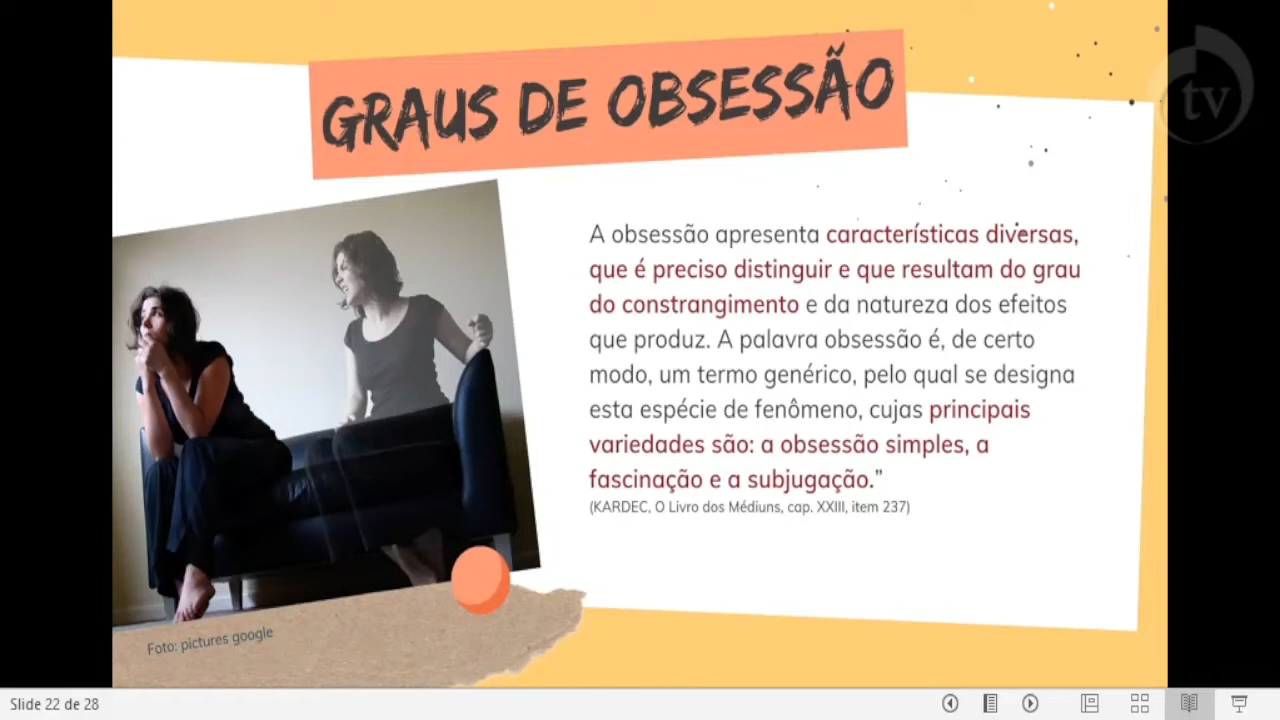 GRAUS DE OBSESSÃO
tv
A obsessão apresenta características diversas,
que é preciso distinguir e que resultam do grau
do constrangimento e da natureza dos efeitos
que produz. A palavra obsessão é, de certo
modo, um termo genérico, pelo qual se designa
esta espécie de fenômeno, cujas principais
variedades são: a obsessão simples, a
fascinação e a subjugação.”
(KARDEC, O Livro dos Médiuns, cap. XXIII, item 237)
Foto: pictures google
Slide 22 de 28